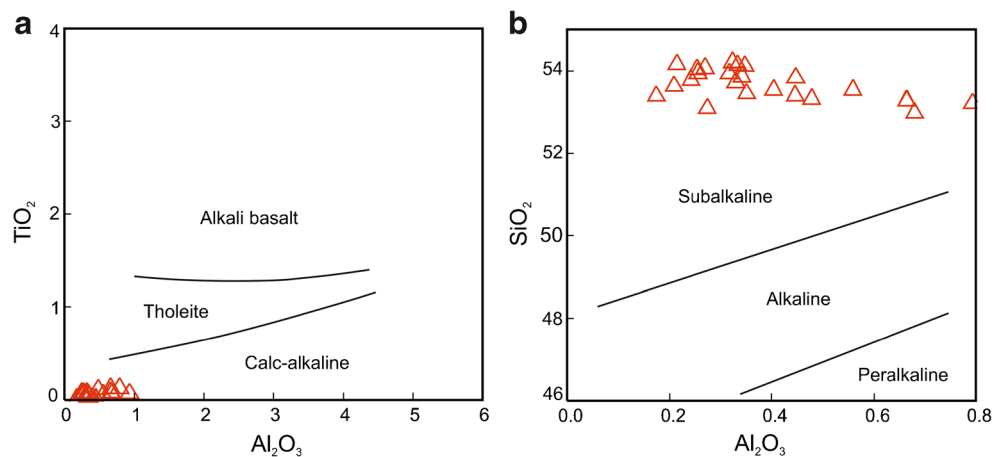 a
4
3
2
1
0
TiO₂
Alkali basalt
Tholeite
Calc-alkaline
0 1 2 3 4 5 6
Al₂O₃
b
54
52
50
48
46
SiO₂
Subalkaline
Alkaline
Peralkaline
0.0 0.2 0.4 0.6 0.8
Al₂O₃